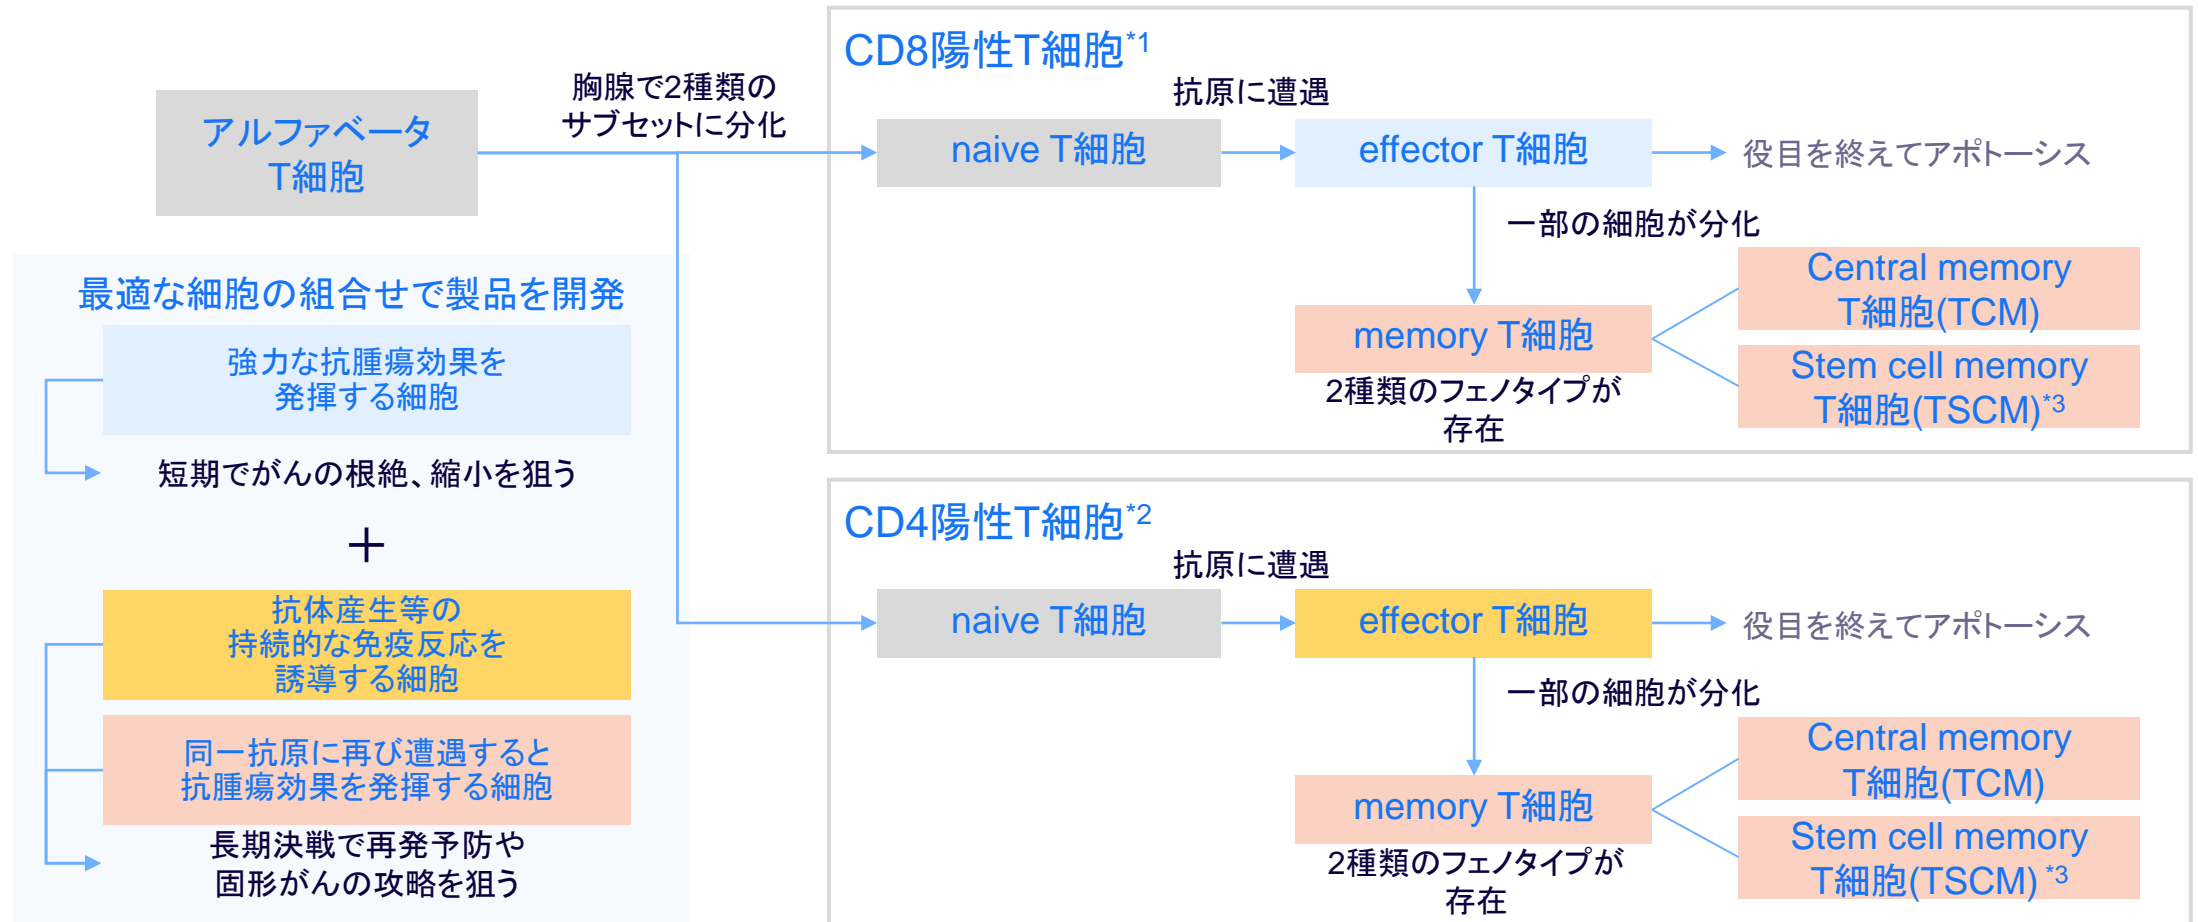 アルファベータ
T細胞
胸腺で2種類の
サブセットに分化
最適な細胞の組合せで製品を開発
強力な抗腫瘍効果を
発揮する細胞
短期でがんの根絶、縮小を狙う
＋
抗体産生等の
持続的な免疫反応を
誘導する細胞
同一抗原に再び遭遇すると
抗腫瘍効果を発揮する細胞
長期決戦で再発予防や
固形がんの攻略を狙う
CD8陽性T細胞*1
抗原に遭遇
naive T細胞
effector T細胞
役目を終えてアポトーシス
一部の細胞が分化
memory T細胞
2種類のフェノタイプが
存在
Central memory
T細胞(TCM)
Stem cell memory
T細胞(TSCM)*3
CD4陽性T細胞*2
抗原に遭遇
naive T細胞
effector T細胞
役目を終えてアポトーシス
一部の細胞が分化
memory T細胞
2種類のフェノタイプが
存在
Central memory
T細胞(TCM)
Stem cell memory
T細胞(TSCM)*3